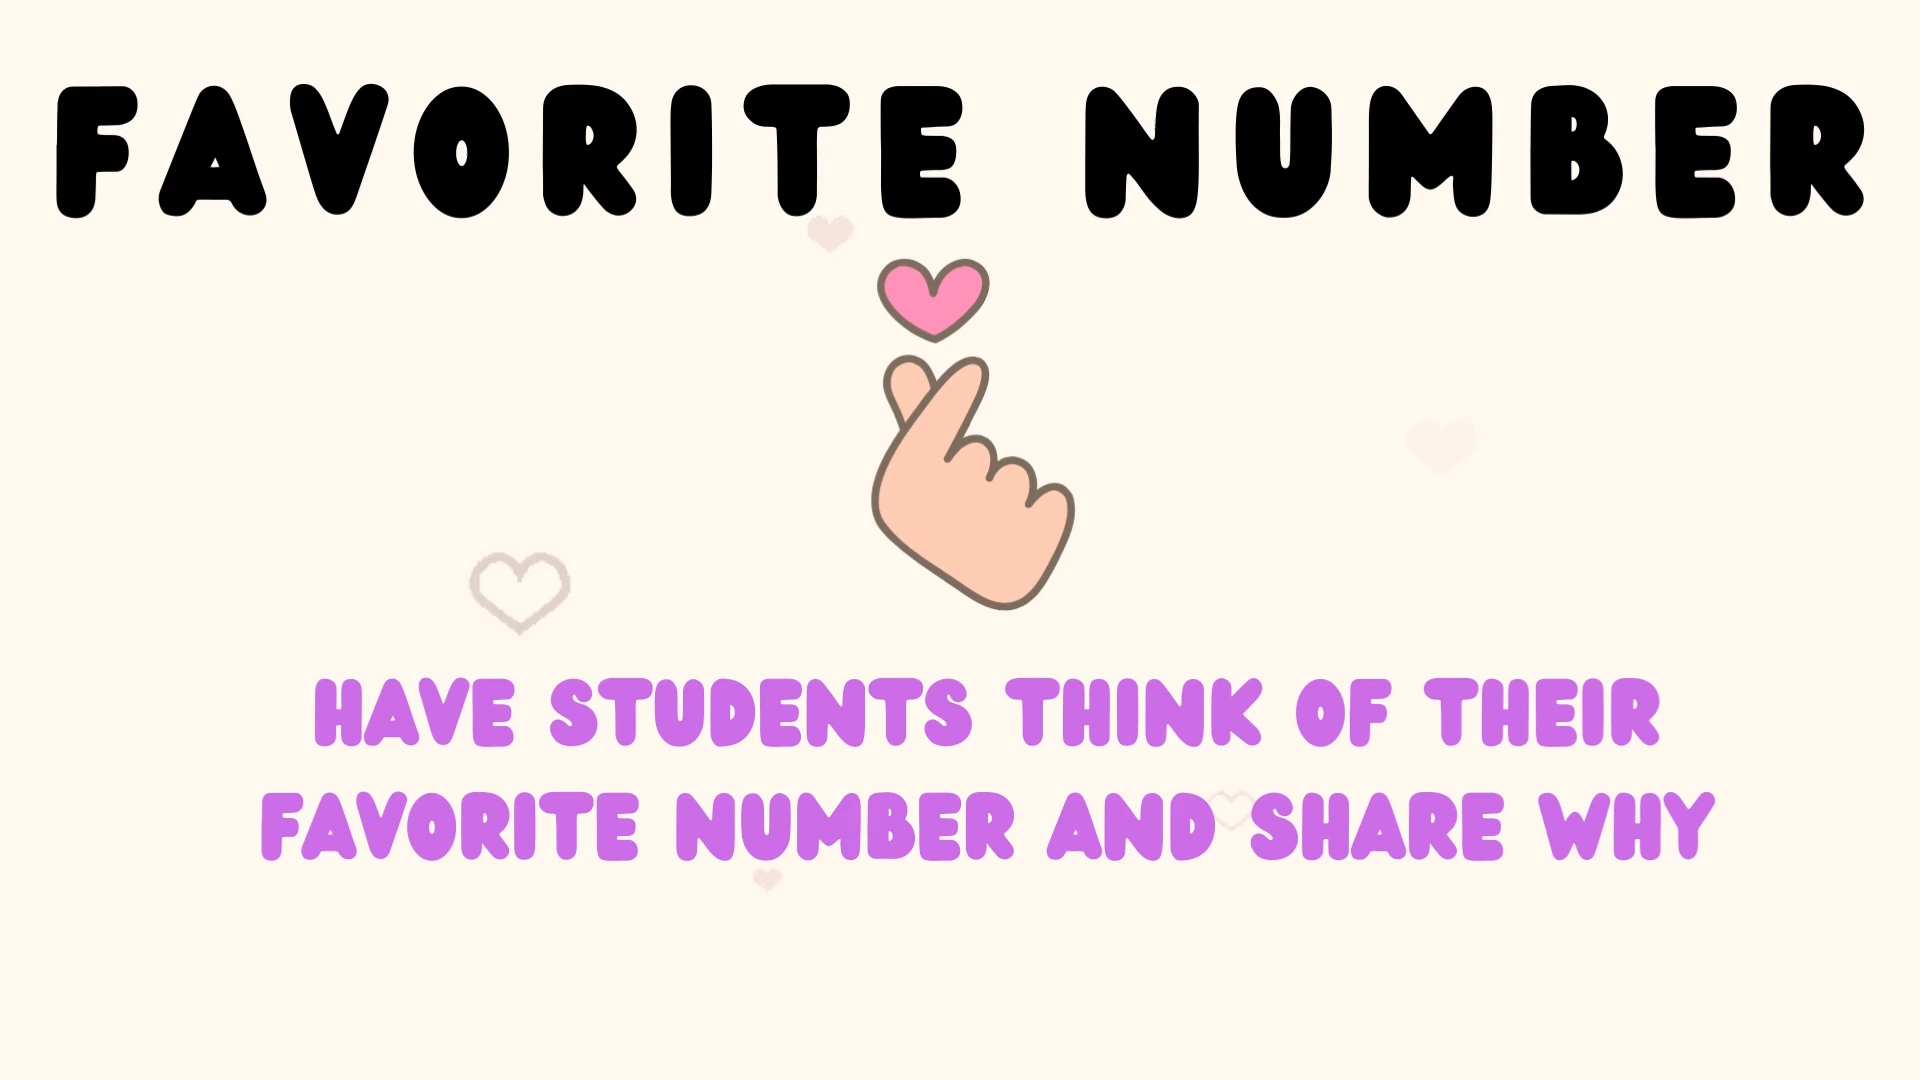 FAVORITE NUMBER
HAVE STUDENTS THINK OF THEIR
FAVORITE NUMBER AND SHARE WHY